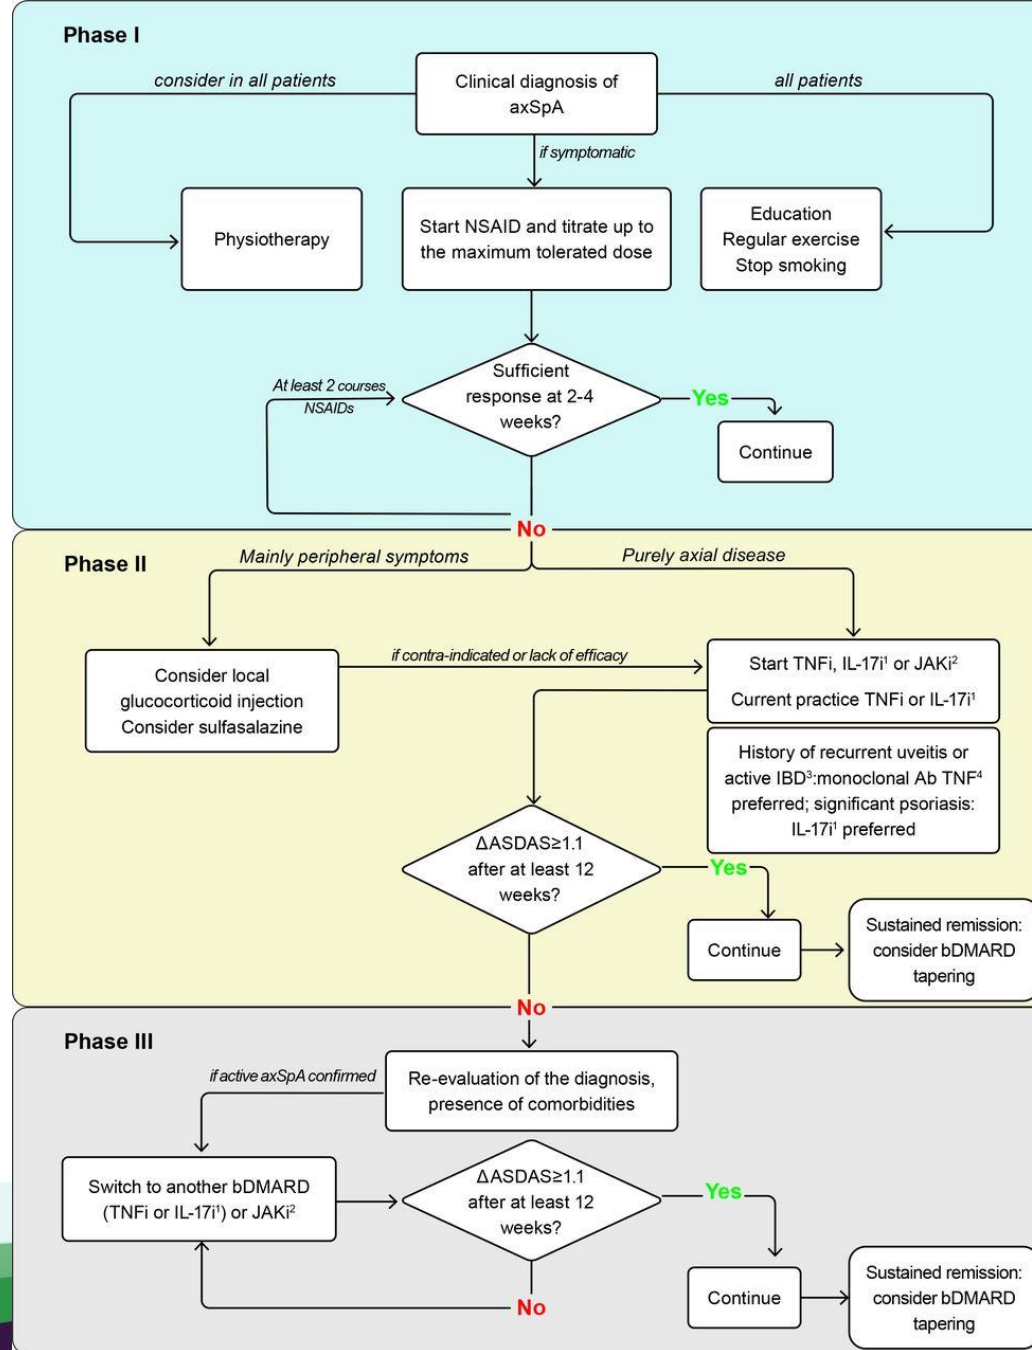 Phase I
consider in all patients
all patients
Clinical diagnosis of
axSpA
if symptomatic
Physiotherapy
Start NSAID and titrate up to
the maximum tolerated dose
Education
Regular exercise
Stop smoking
At least 2 courses
NSAIDs
Sufficient
response at 2-4
weeks?
Yes
Continue
No
Phase II
Mainly peripheral symptoms
Purely axial disease
Consider local
glucocorticoid injection
Consider sulfasalazine
if contra-indicated or lack of efficacy
Start TNFi, IL-17i¹ or JAKi²
Current practice TNFi or IL-17i¹
History of recurrent uveitis or
active IBD³:monoclonal Ab TNF⁴
preferred; significant psoriasis:
IL-17i¹ preferred
ΔASDAS≥1.1
after at least 12
weeks?
Yes
Continue
Sustained remission:
consider bDMARD
tapering
No
Phase III
if active axSpA confirmed
Re-evaluation of the diagnosis,
presence of comorbidities
Switch to another bDMARD
(TNFi or IL-17i¹) or JAKi²
ΔASDAS≥1.1
after at least 12
weeks?
Yes
No
Continue
Sustained remission:
consider bDMARD
tapering